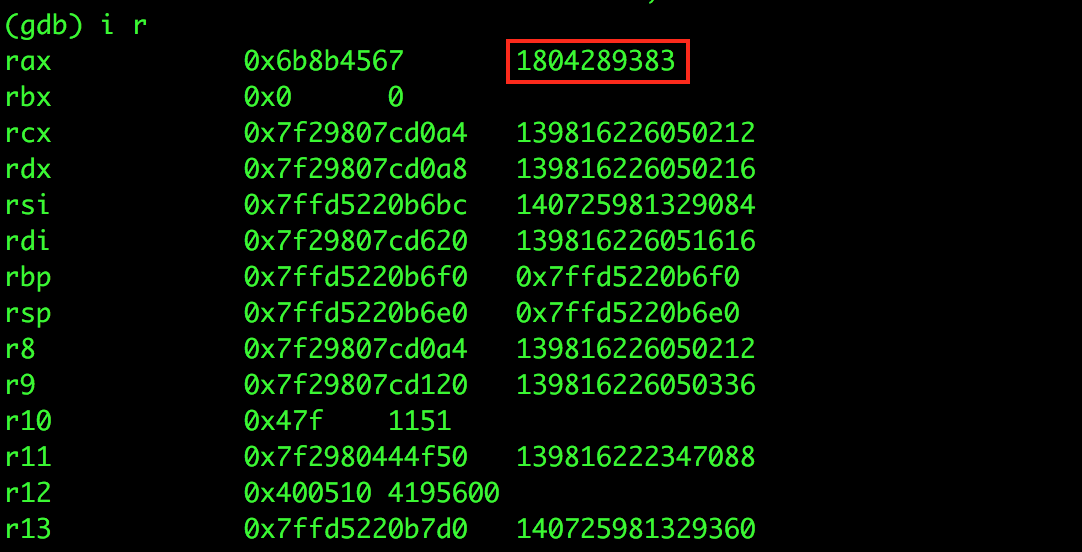 (gdb) i r
rax 0x6b8b4567 1804289383
rbx 0x0 0
rcx 0x7f29807cd0a4 139816226050212
rdx 0x7f29807cd0a8 139816226050216
rsi 0x7ffd5220b6bc 140725981329084
rdi 0x7f29807cd620 139816226051616
rbp 0x7ffd5220b6f0 0x7ffd5220b6f0
rsp 0x7ffd5220b6e0 0x7ffd5220b6e0
r8 0x7f29807cd0a4 139816226050212
r9 0x7f29807cd120 139816226050336
r10 0x47f 1151
r11 0x7f2980444f50 139816222347088
r12 0x400510 4195600
r13 0x7ffd5220b7d0 140725981329360